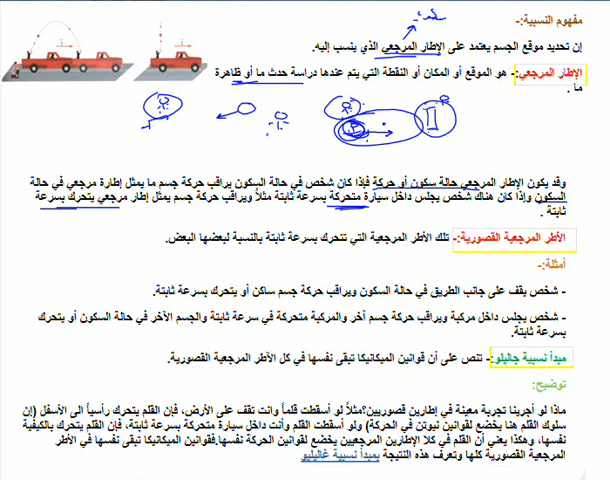 مفهوم النسبية:-
إن تحديد موقع الجسم يعتمد على الإطار المرجعي الذي ينسب إليه.
الإطار المرجعي:- هو الموقع أو المكان أو النقطة التي يتم عندها دراسة حدث ما أو ظاهرة
ما .
وقد يكون الإطار المرجعي حالة سكون أو حركة فإذا كان شخص في حالة السكون يراقب حركة جسم ما يمثل إطارة مرجعي في حالة
السكون وإذا كان هناك شخص يجلس داخل سيارة متحركة بسرعة ثابتة مثلاً ويراقب حركة جسم يمثل إطار مرجعي يتحرك بسرعة
ثابتة .
الأطر المرجعية القصورية:- تلك الأطر المرجعية التي تتحرك بسرعة ثابتة بالنسبة لبعضها البعض.
أمثلة:-
- شخص يقف على جانب الطريق في حالة السكون ويراقب حركة جسم ساكن أو يتحرك بسرعة ثابتة.
- شخص يجلس داخل مركبة ويراقب حركة جسم آخر والمركبة متحركة في سرعة ثابتة والجسم الآخر في حالة السكون أو يتحرك
بسرعة ثابتة.
مبدأ نسبية جاليلو:- تنص على أن قوانين الميكانيكا تبقى نفسها في كل الأطر المرجعية القصورية.
توضيح:
ماذا لو أجرينا تجربة معينة في إطارين قصوريين؟مثلاً لو أسقطت قلماً وانت تقف على الأرض، فإن القلم يتحرك رأسياً الى الأسفل (إن
سلوك القلم هنا يخضع لقوانين نيوتن في الحركة) ولو أسقطت القلم وأنت داخل سيارة متحركة بسرعة ثابتة، فإن القلم يتحرك بالكيفية
نفسها، وهكذا يعني أن القلم في كلا الإطارين المرجعيين يخضع لقوانين الحركة نفسها.فقوانين الميكانيكا تبقى نفسها في الأطر
المرجعية القصورية كلها وتعرف هذه النتيجة بمبدأ نسبية غاليليو